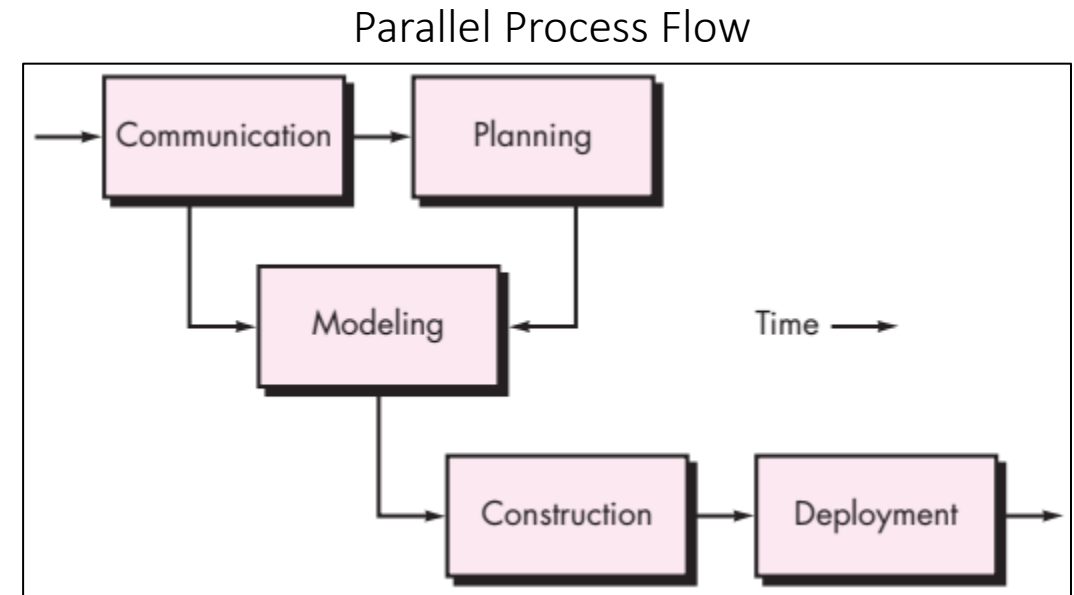 Parallel Process Flow
Communication
Planning
Modeling
Time
Construction
Deployment